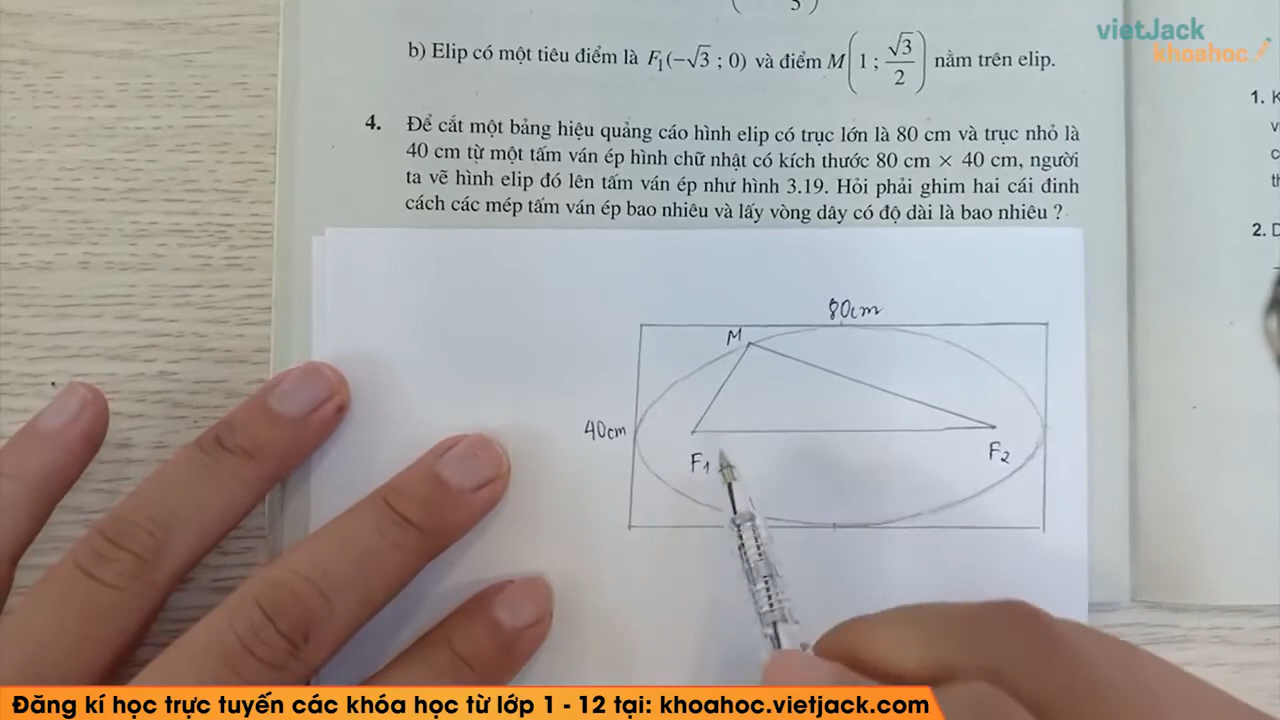 ( 5 )
vietJack
khoahoc
b) Elip có một tiêu điểm là F₁(−√3 ; 0) và điểm M(1 ; √3/2) nằm trên elip.
4. Để cắt một bảng hiệu quảng cáo hình elip có trục lớn là 80 cm và trục nhỏ là
40 cm từ một tấm ván ép hình chữ nhật có kích thước 80 cm × 40 cm, người
ta vẽ hình elip đó lên tấm ván ép như hình 3.19. Hỏi phải ghim hai cái đinh
cách các mép tấm ván ép bao nhiêu và lấy vòng dây có độ dài là bao nhiêu ?
1.
2.
80cm
M
40cm
F₁
F₂
Đăng kí học trực tuyến các khóa học từ lớp 1 - 12 tại: khoahoc.vietjack.com